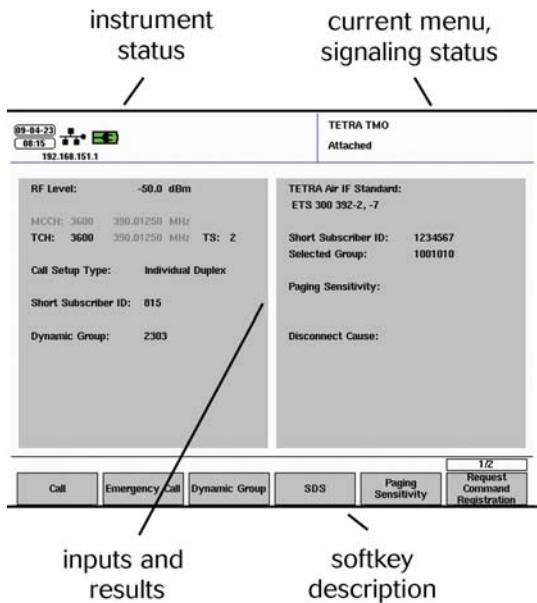 instrument
status
current menu,
signaling status
09-04-23
08:15
192.168.151.1
TETRA TMO
Attached
RF Level: -50.0 dBm
MCCH: 3600 390.01250 MHz
TCH: 3600 390.01250 MHz TS: 2
Call Setup Type: Individual Duplex
Short Subscriber ID: 815
Dynamic Group: 2303
TETRA Air IF Standard:
ETS 300 392-2, -7
Short Subscriber ID: 1234567
Selected Group: 1001010
Paging Sensitivity:
Disconnect Cause:
1/2
Call
Emergency Call
Dynamic Group
SDS
Paging
Sensitivity
Request
Command
Registration
inputs and
results
softkey
description